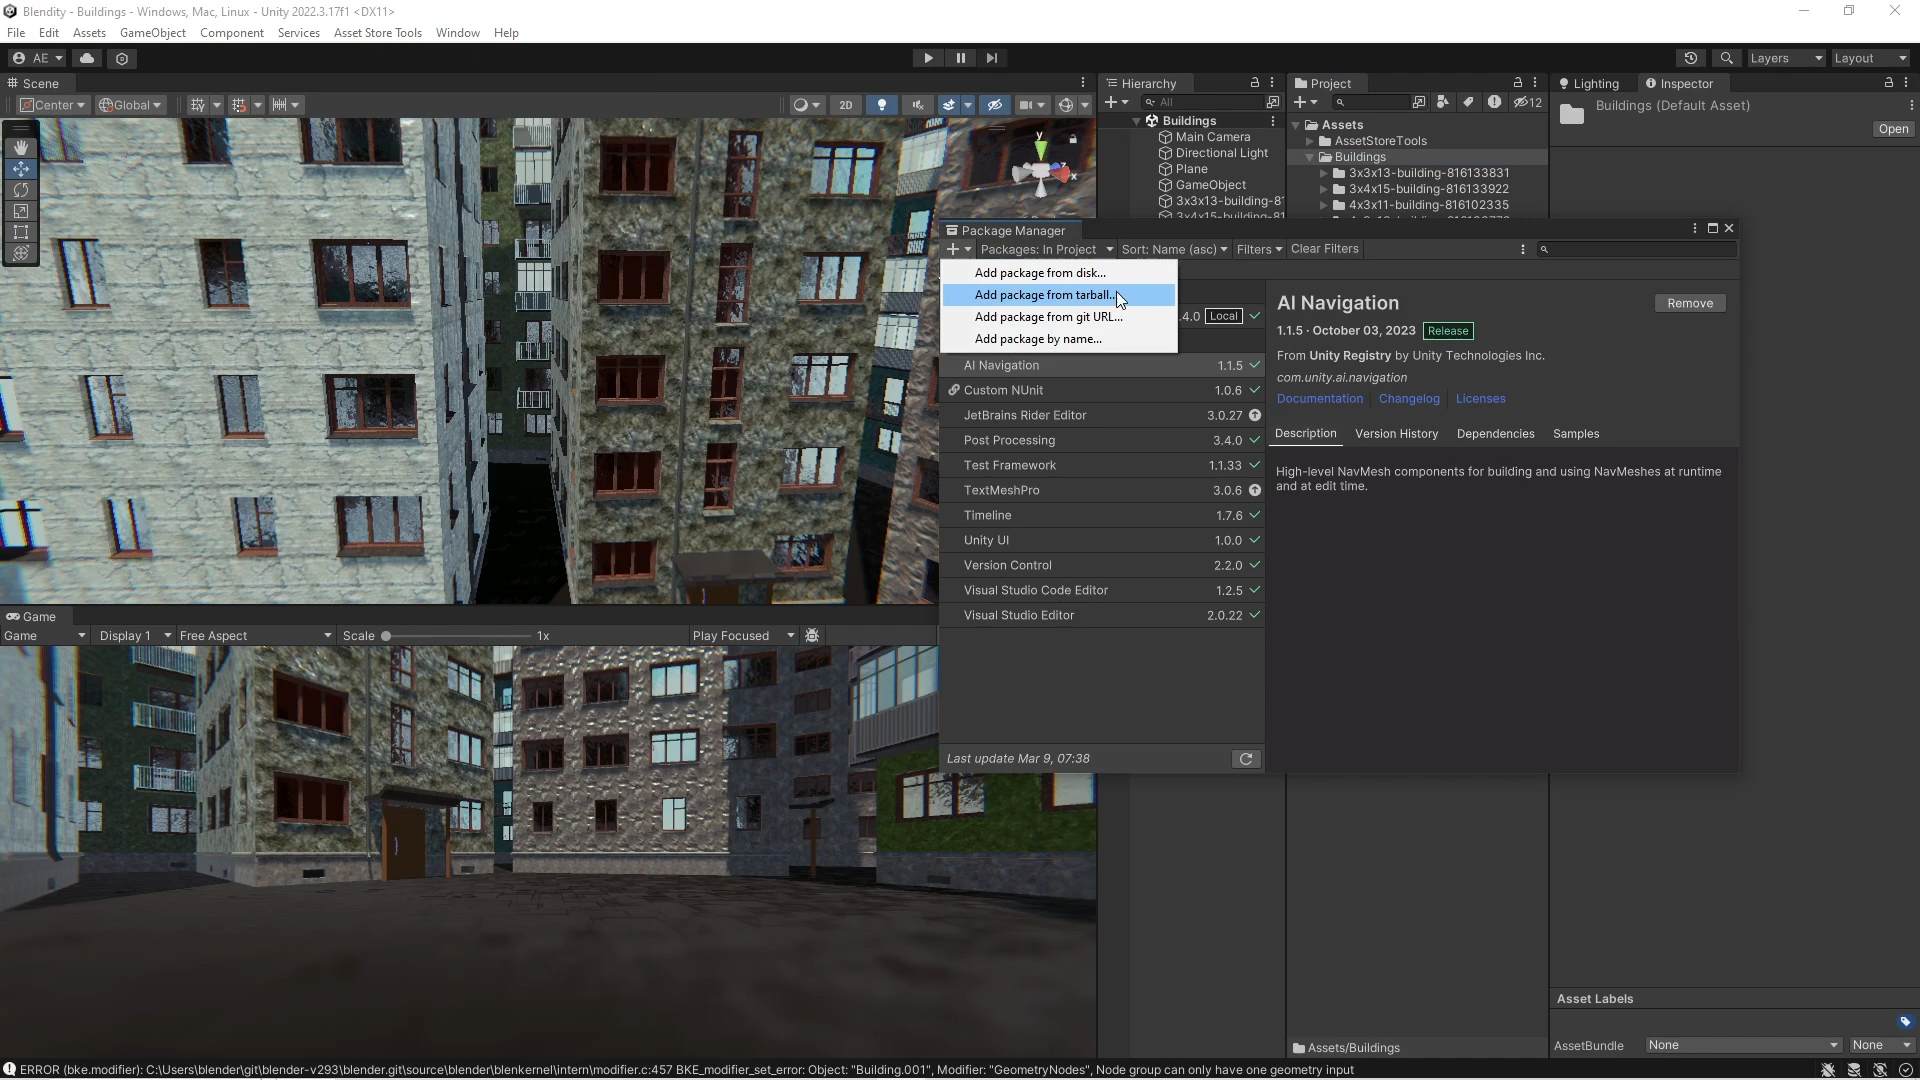 Blendity - Buildings - Windows, Mac, Linux - Unity 2022.3.17f1 <DX11>
File Edit Assets GameObject Component Services Asset Store Tools Window Help
AE Layers Layout
Scene
Center Global 2D
Hierarchy
All
Buildings
Main Camera
Directional Light
Plane
GameObject
3x3x13-building-81
3x4x15-building-81
Project
12
Assets
AssetStoreTools
Buildings
3x3x13-building-816133831
3x4x15-building-816133922
4x3x11-building-816102335
Lighting Inspector
Buildings (Default Asset)
Open
y
x
Package Manager
Packages: In Project Sort: Name (asc) Filters Clear Filters
Add package from disk...
Add package from tarball...
Add package from git URL...
Add package by name...
.4.0 Local
AI Navigation 1.1.5
Custom NUnit 1.0.6
JetBrains Rider Editor 3.0.27
Post Processing 3.4.0
Test Framework 1.1.33
TextMeshPro 3.0.6
Timeline 1.7.6
Unity UI 1.0.0
Version Control 2.2.0
Visual Studio Code Editor 1.2.5
Visual Studio Editor 2.0.22
Last update Mar 9, 07:38
AI Navigation
Remove
1.1.5 · October 03, 2023 Release
From Unity Registry by Unity Technologies Inc.
com.unity.ai.navigation
Documentation Changelog Licenses
Description Version History Dependencies Samples
High-level NavMesh components for building and using NavMeshes at runtime
and at edit time.
Game
Game Display 1 Free Aspect Scale 1x Play Focused
Assets/Buildings
Asset Labels
AssetBundle None None
ERROR (bke.modifier): C:\Users\blender\git\blender-v293\blender.git\source\blender\blenkernel\intern\modifier.c:457 BKE_modifier_set_error: Object: "Building.001", Modifier: "GeometryNodes", Node group can only have one geometry input